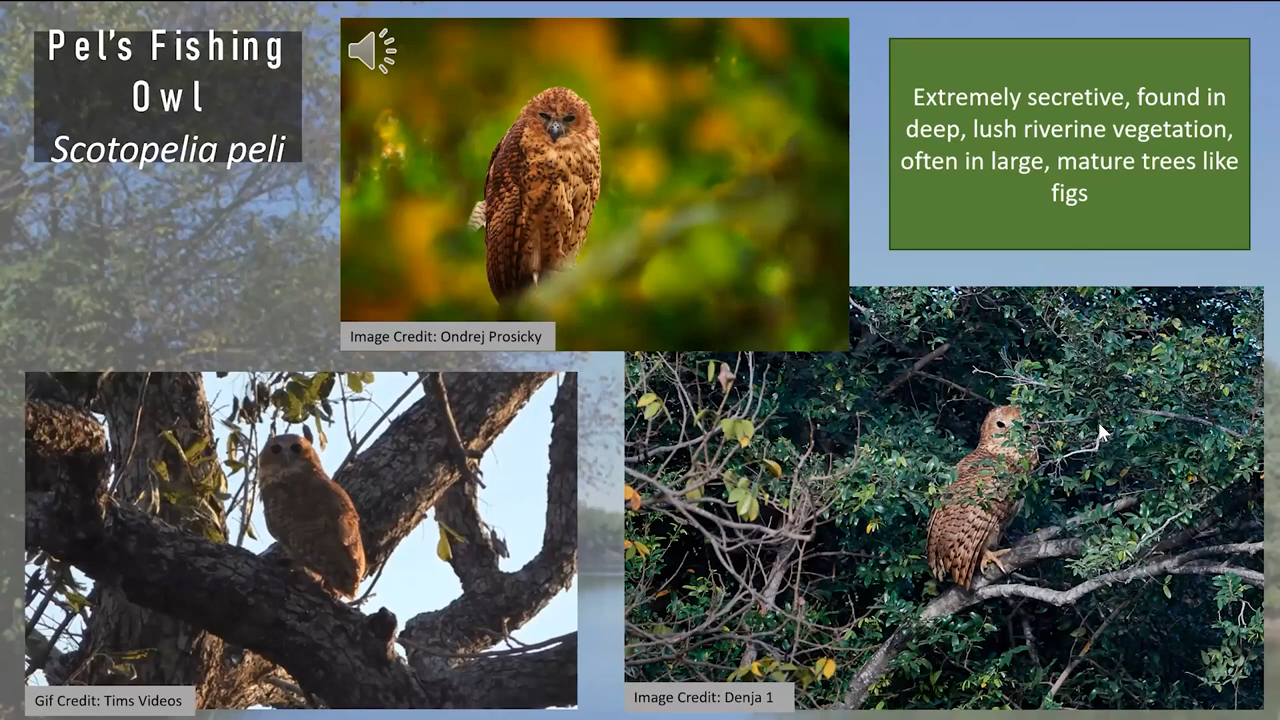 Pel's Fishing
Owl
Scotopelia peli
Extremely secretive, found in
deep, lush riverine vegetation,
often in large, mature trees like
figs
Image Credit: Ondrej Prosicky
Gif Credit: Tims Videos
Image Credit: Denja 1